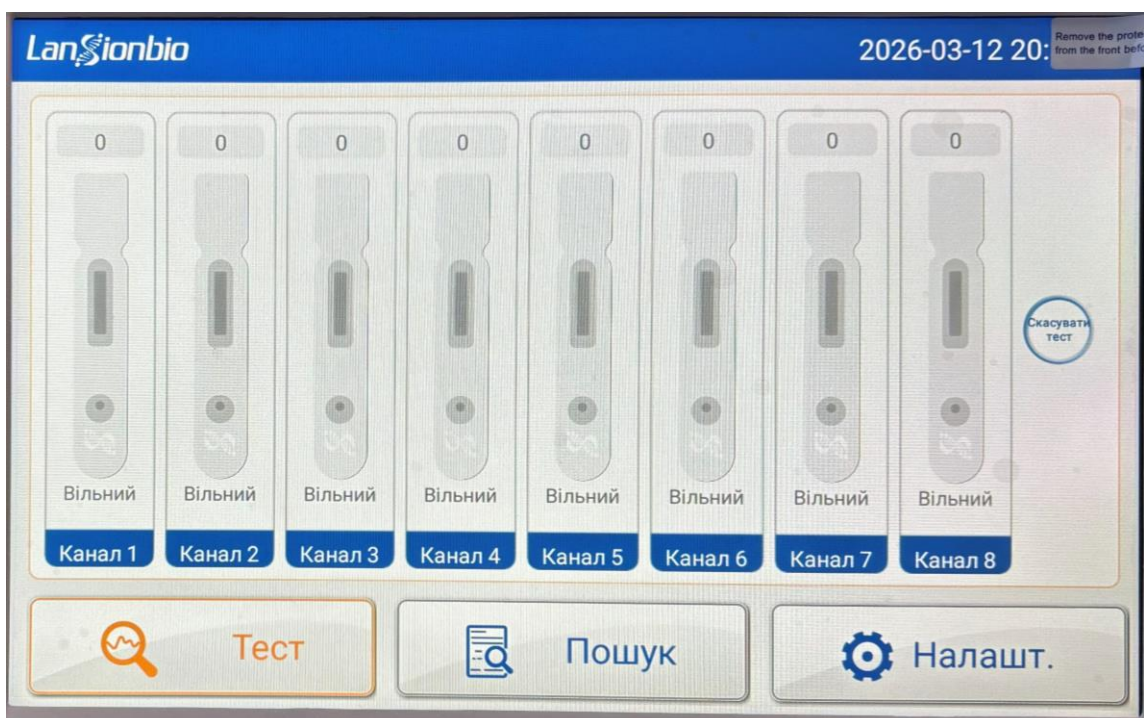 Lansionbio
2026-03-12 20:
Remove the prote
from the front befo
0 0 0 0 0 0 0 0
Скасувати
тест
Вільний Вільний Вільний Вільний Вільний Вільний Вільний Вільний
Канал 1 Канал 2 Канал 3 Канал 4 Канал 5 Канал 6 Канал 7 Канал 8
Тест Пошук Налашт.